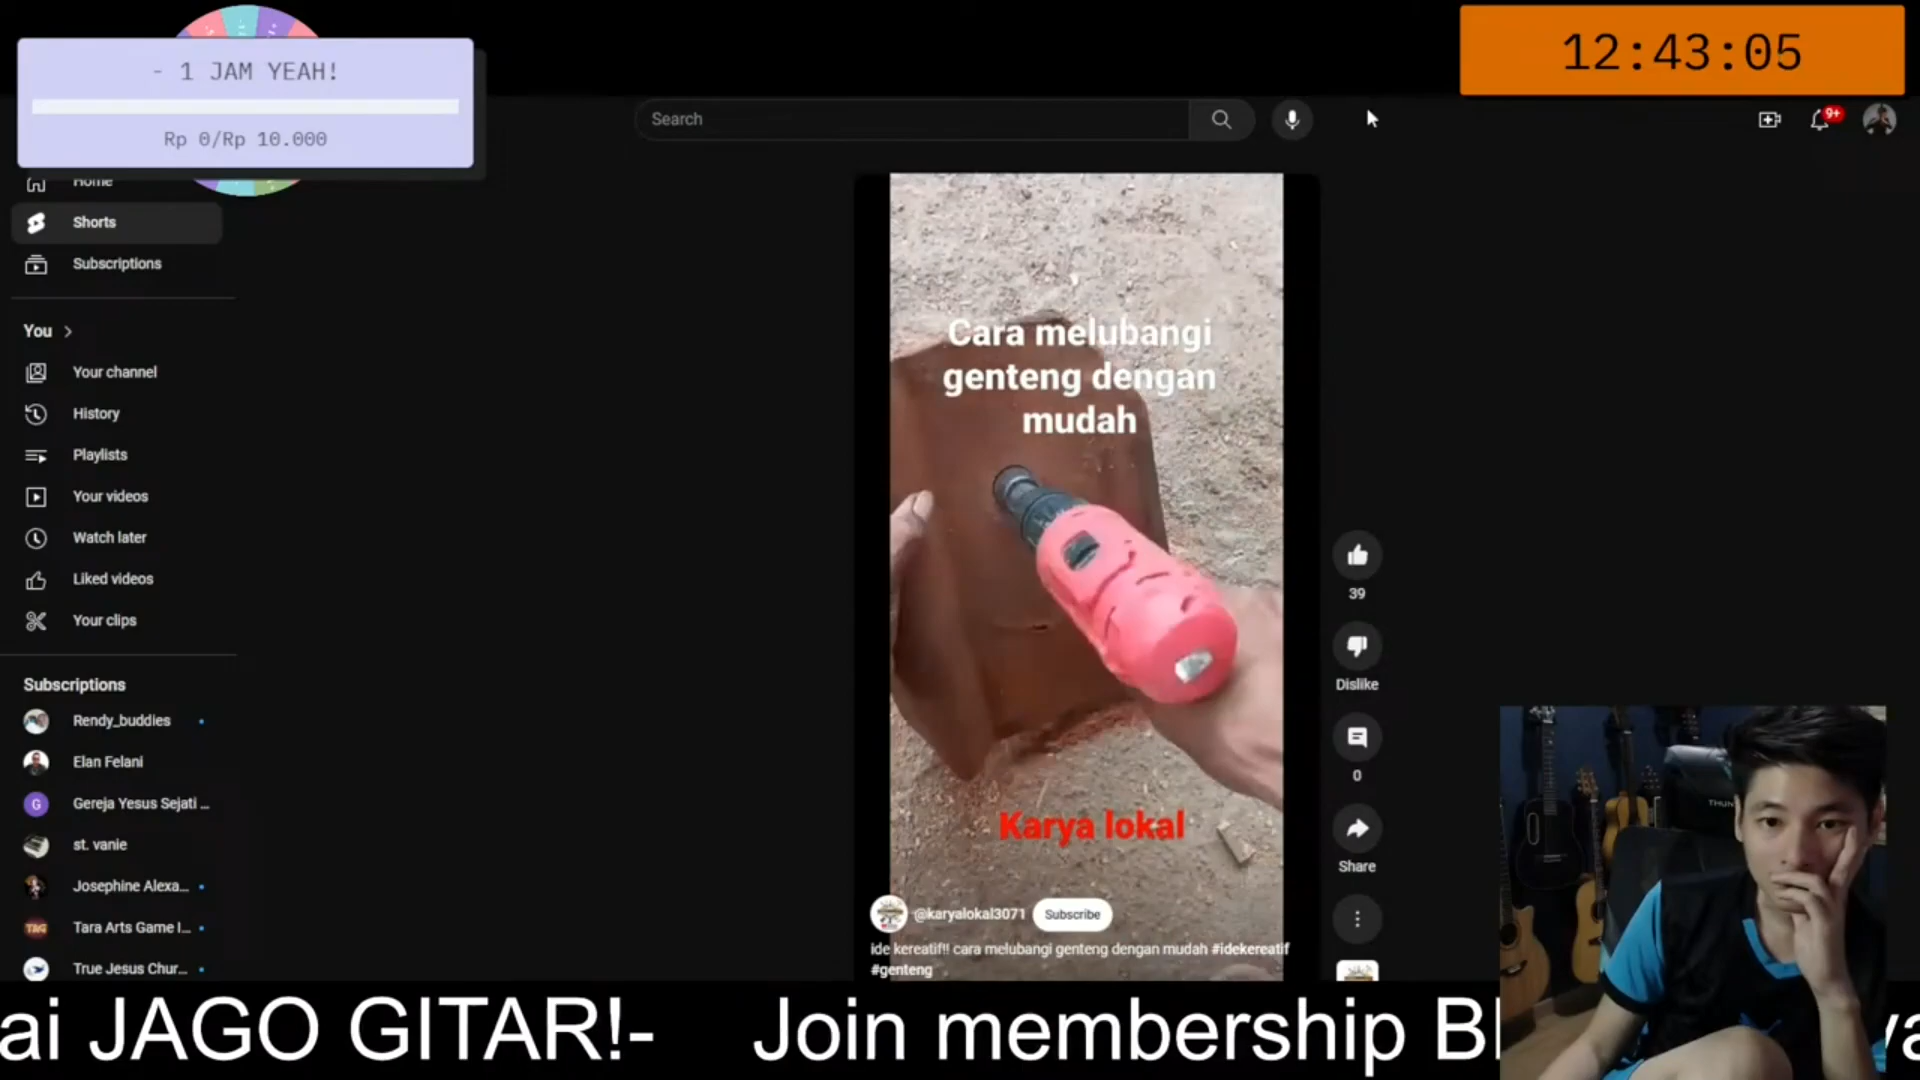 - 1 JAM YEAH!
Rp 0/Rp 10.000
12:43:05
Search
9+
Home
Shorts
Subscriptions
You
Your channel
History
Playlists
Your videos
Watch later
Liked videos
Your clips
Subscriptions
Rendy_buddies
Elan Felani
G
Gereja Yesus Sejati ...
st. vanie
Josephine Alexa...
TAG
Tara Arts Game I...
True Jesus Chur...
Cara melubangi
genteng dengan
mudah
Karya lokal
@karyalokal3071
Subscribe
ide kereatif!! cara melubangi genteng dengan mudah #idekereatif
#genteng
39
Dislike
0
Share
THUN
ai JAGO GITAR!- Join membership